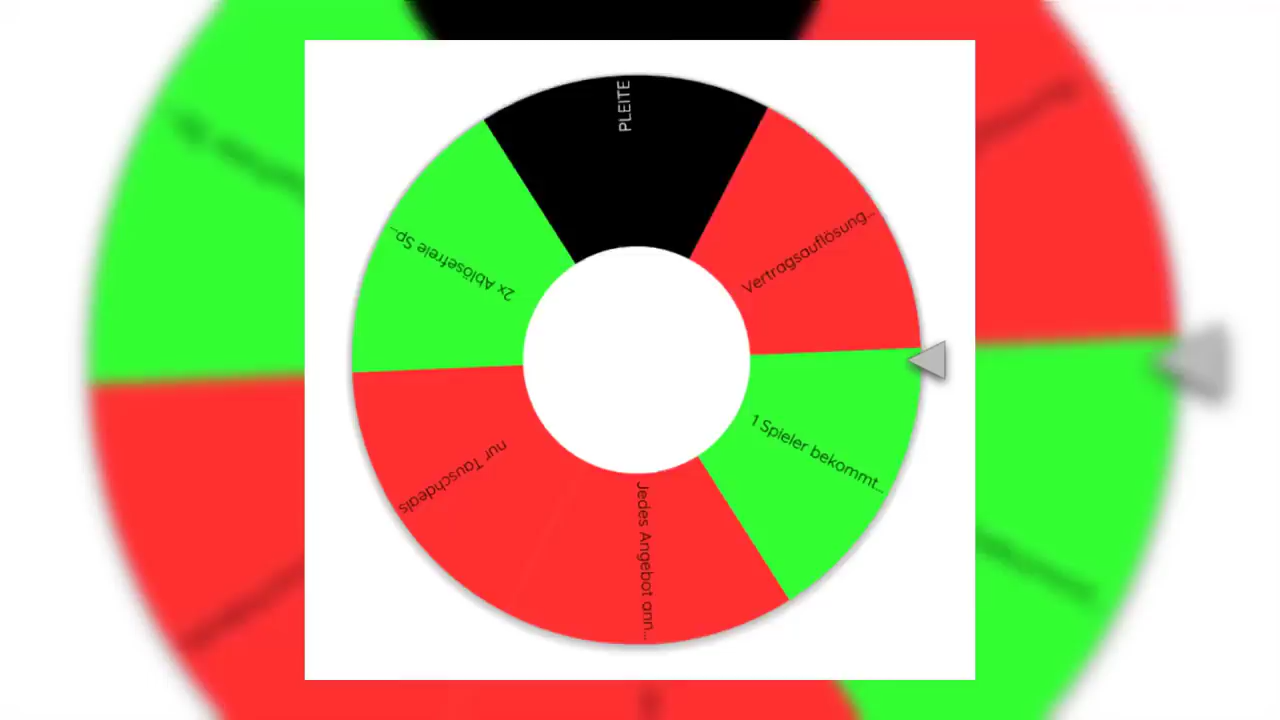 PLEITE
Vertragsauflösung...
1 Spieler bekommt...
Jedes Angebot ann...
nur Tauschdeals
2x Ablösefreie Sp...